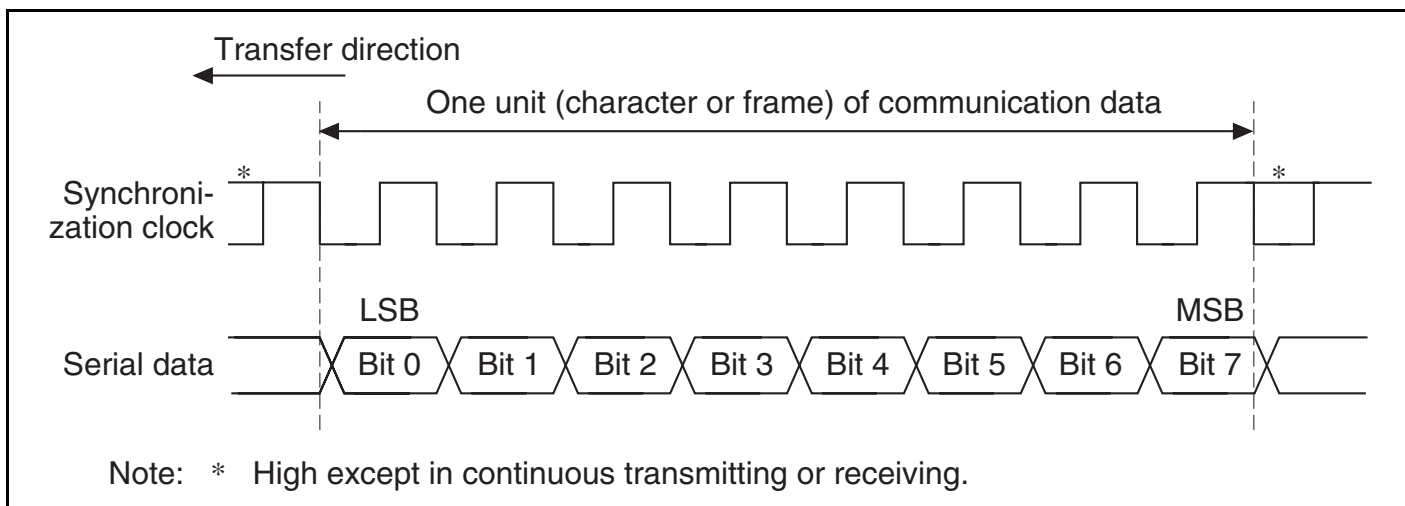 Transfer direction
One unit (character or frame) of communication data
*
*
Synchroni-
zation clock
LSB
MSB
Serial data
Bit 0
Bit 1
Bit 2
Bit 3
Bit 4
Bit 5
Bit 6
Bit 7
Note: * High except in continuous transmitting or receiving.